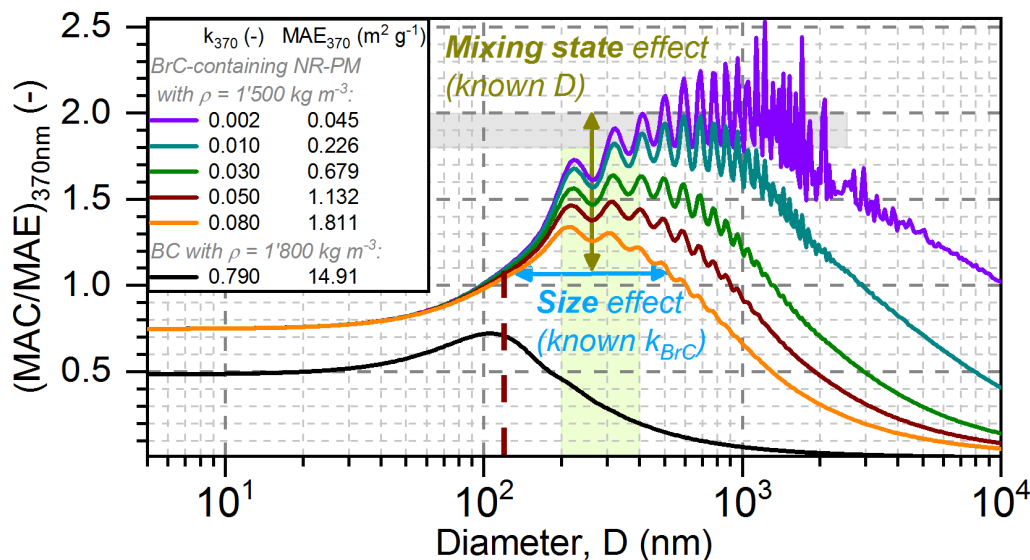 2.5
2.0
1.5
1.0
0.5
(MAC/MAE)370nm (-)
k370 (-) MAE370 (m² g⁻¹)
BrC-containing NR-PM
with ρ = 1'500 kg m⁻³:
0.002 0.045
0.010 0.226
0.030 0.679
0.050 1.132
0.080 1.811
BC with ρ = 1'800 kg m⁻³:
0.790 14.91
Mixing state effect
(known D)
Size effect
(known kBrC)
10¹ 10² 10³ 10⁴
Diameter, D (nm)